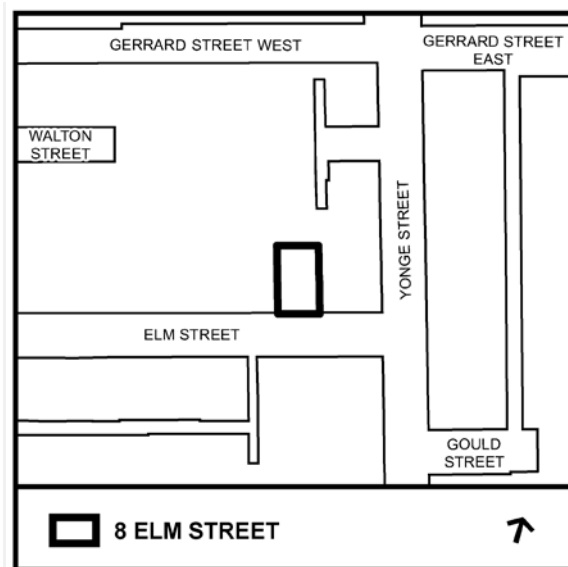 GERRARD STREET WEST
GERRARD STREET
EAST
WALTON
STREET
YONGE STREET
ELM STREET
GOULD
STREET
8 ELM STREET